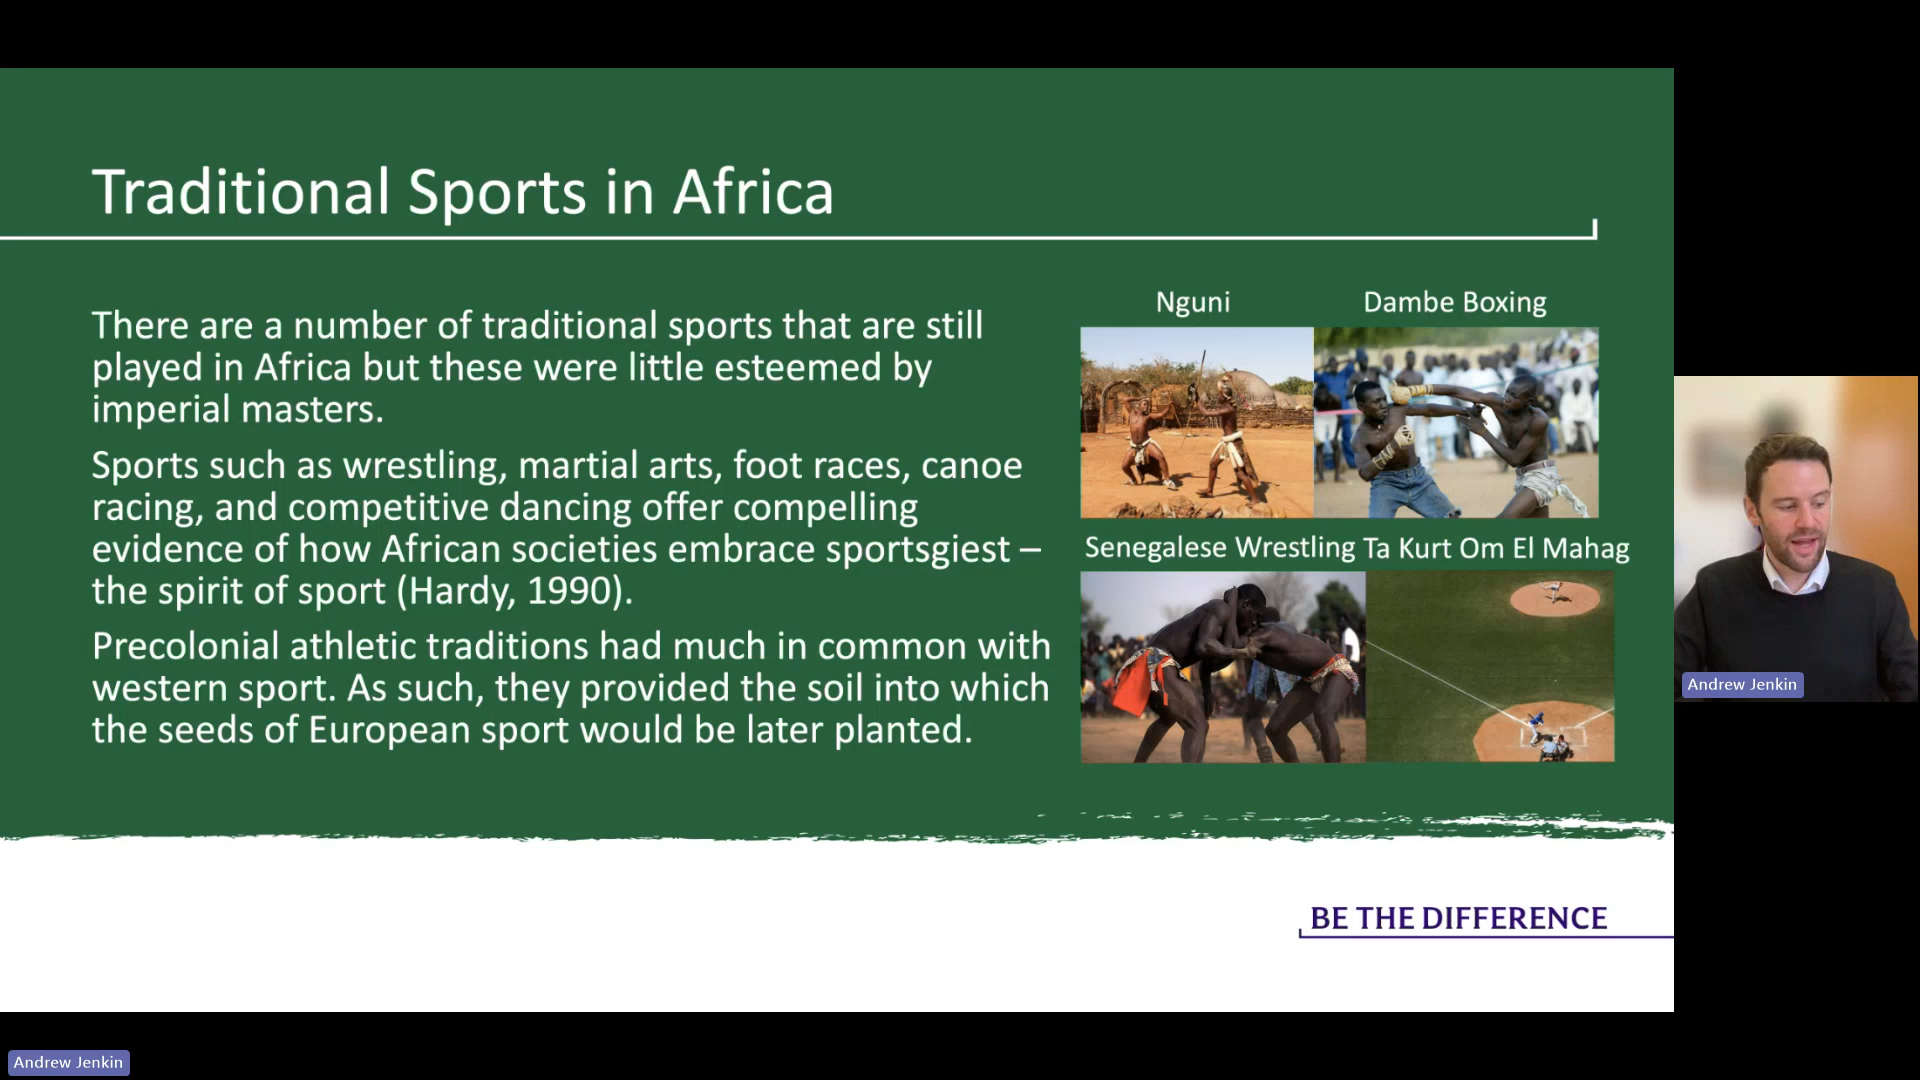 Traditional Sports in Africa
There are a number of traditional sports that are still
played in Africa but these were little esteemed by
imperial masters.
Sports such as wrestling, martial arts, foot races, canoe
racing, and competitive dancing offer compelling
evidence of how African societies embrace sportsgiest –
the spirit of sport (Hardy, 1990).
Precolonial athletic traditions had much in common with
western sport. As such, they provided the soil into which
the seeds of European sport would be later planted.
Nguni
Dambe Boxing
Senegalese Wrestling
Ta Kurt Om El Mahag
BE THE DIFFERENCE
Andrew Jenkin
Andrew Jenkin